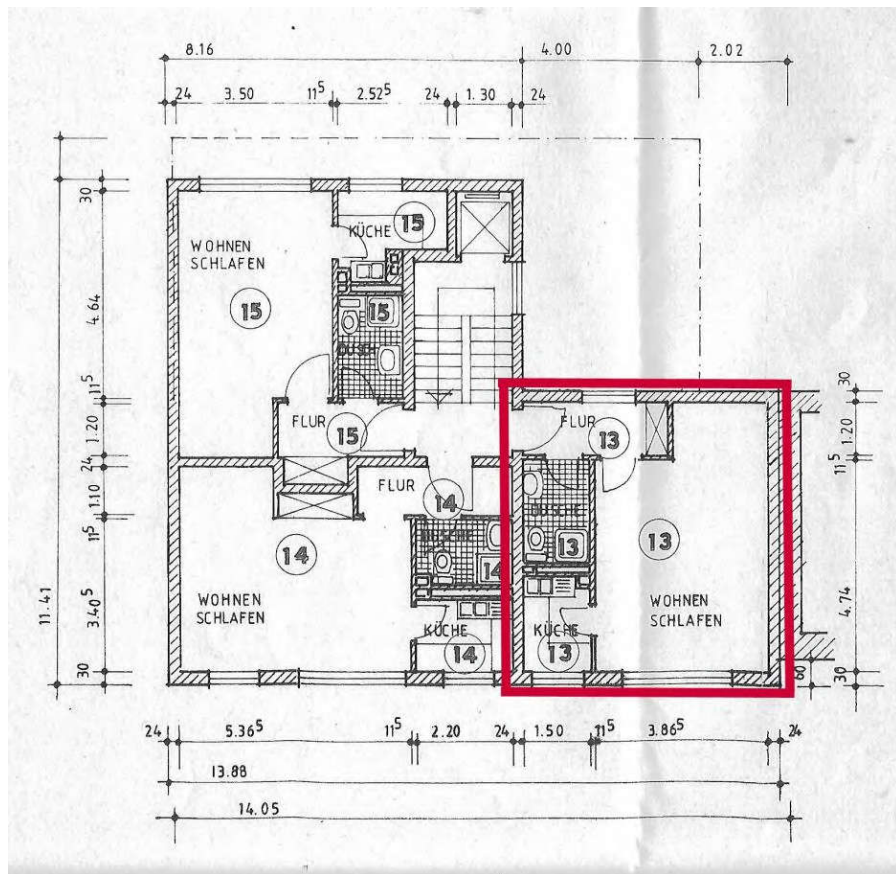 8.16 4.00 2.02
24 3.50 11⁵ 2.52⁵ 24 1.30 24
30
4.64
11⁵
1.20
24
1.10
11⁵
3.40⁵
30
11.41
KÜCHE 15
WOHNEN
SCHLAFEN
15
15
DUSCHE
FLUR
15
FLUR
14
14
DUSCHE
14
WOHNEN
SCHLAFEN
KÜCHE
14
FLUR
13
DUSCHE
13
13
WOHNEN
SCHLAFEN
KÜCHE
13
30
1.20
11⁵
4.74
30
60
24 5.36⁵ 11⁵ 2.20 24 1.50 11⁵ 3.86⁵ 24
13.88
14.05